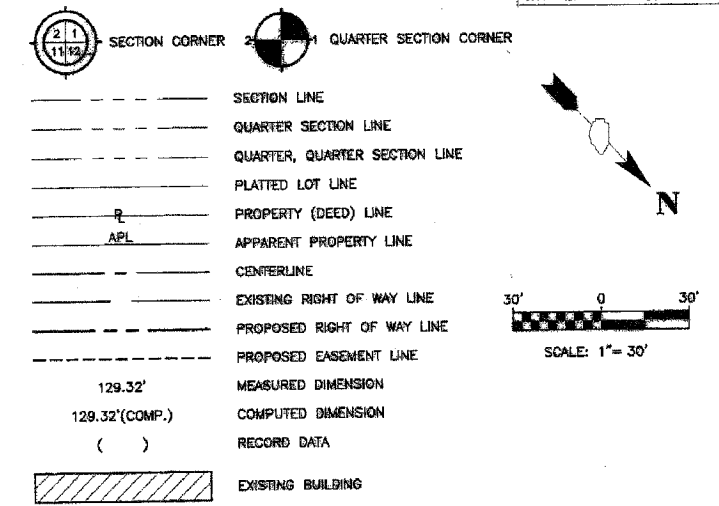 2 1
11 12
SECTION CORNER
2 1
QUARTER SECTION CORNER
SECTION LINE
QUARTER SECTION LINE
QUARTER, QUARTER SECTION LINE
PLATTED LOT LINE
PL PROPERTY (DEED) LINE
APL APPARENT PROPERTY LINE
CENTERLINE
EXISTING RIGHT OF WAY LINE
PROPOSED RIGHT OF WAY LINE
PROPOSED EASEMENT LINE
129.32' MEASURED DIMENSION
129.32'(COMP.) COMPUTED DIMENSION
( ) RECORD DATA
EXISTING BUILDING
N
30' 0 30'
SCALE: 1"= 30'